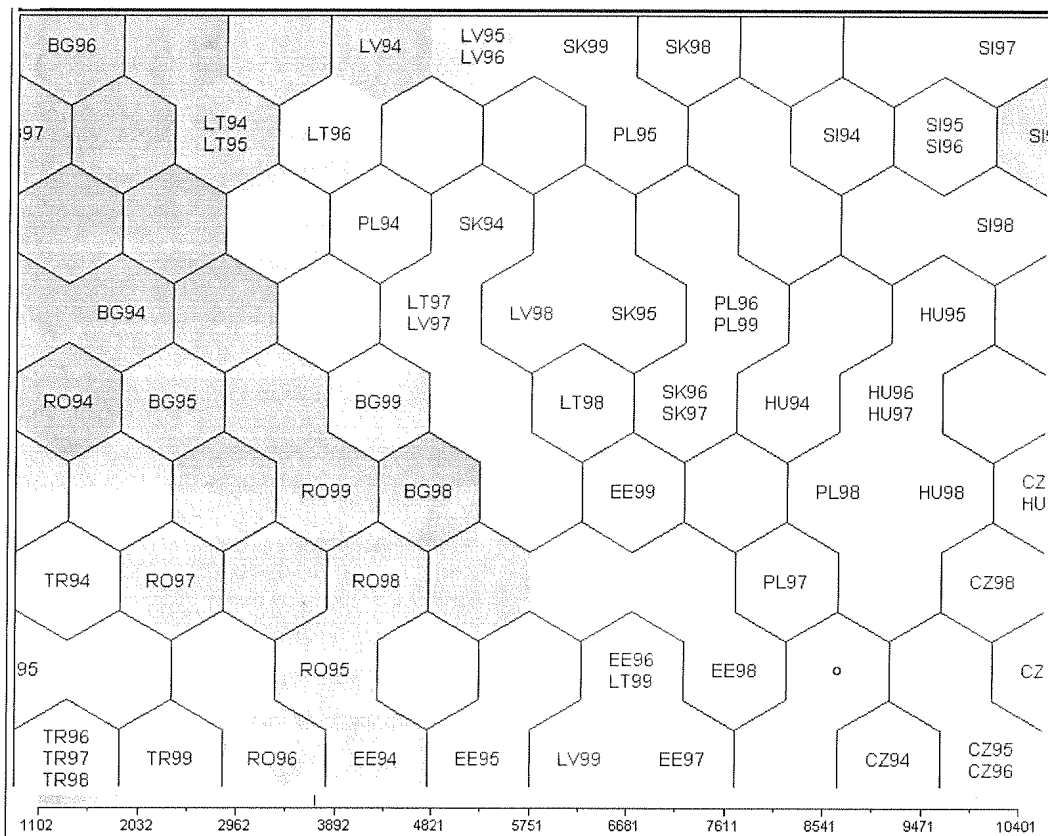 BG96 LV94 LV95 SK99 SK98 SI97
LV96
LT94 LT96 PL95 SI94 SI95
LT95 SI96
PL94 SK94 SI98
BG94 LT97 LV98 SK95 PL96 HU95
LV97 PL99
RO94 BG95 BG99 LT98 SK96 HU94 HU96
SK97 HU97
RO99 BG98 EE99 PL98 HU98 CZ
HU
TR94 RO97 RO98 PL97 CZ98
95 RO95 EE96 EE98 o CZ
LT99
TR96 TR99 RO96 EE94 EE95 LV99 EE97 CZ94 CZ95
TR97 CZ96
TR98
1102 2032 2962 3892 4821 5751 6681 7611 8541 9471 10401